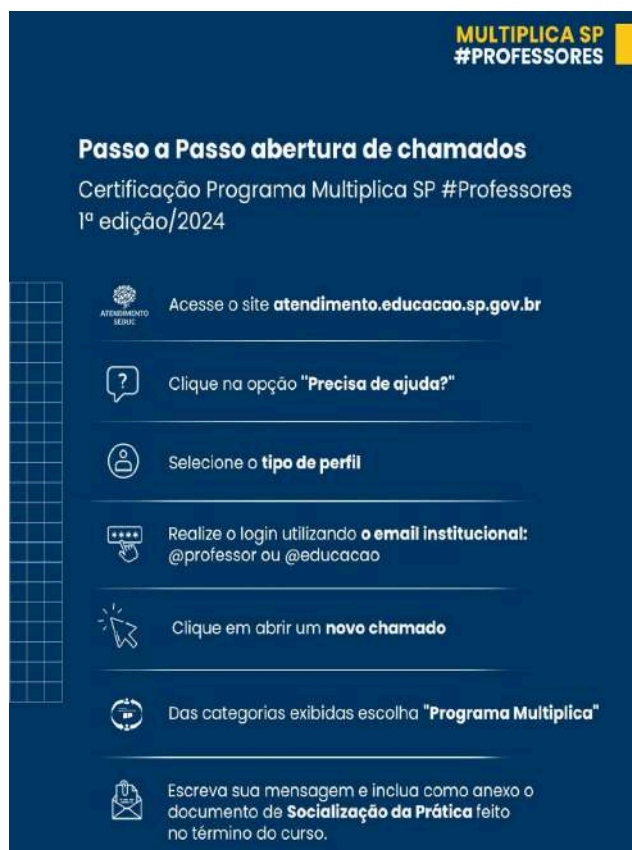 MULTIPLICA SP
#PROFESSORES
Passo a Passo abertura de chamados
Certificação Programa Multiplica SP #Professores
1ª edição/2024
ATENDIMENTO
SEDUC
Acesse o site atendimento.educacao.sp.gov.br
?
Clique na opção "Precisa de ajuda?"
Selecione o tipo de perfil
****
Realize o login utilizando o email institucional:
@professor ou @educacao
Clique em abrir um novo chamado
SP
Das categorias exibidas escolha "Programa Multiplica"
Escreva sua mensagem e inclua como anexo o
documento de Socialização da Prática feito
no término do curso.